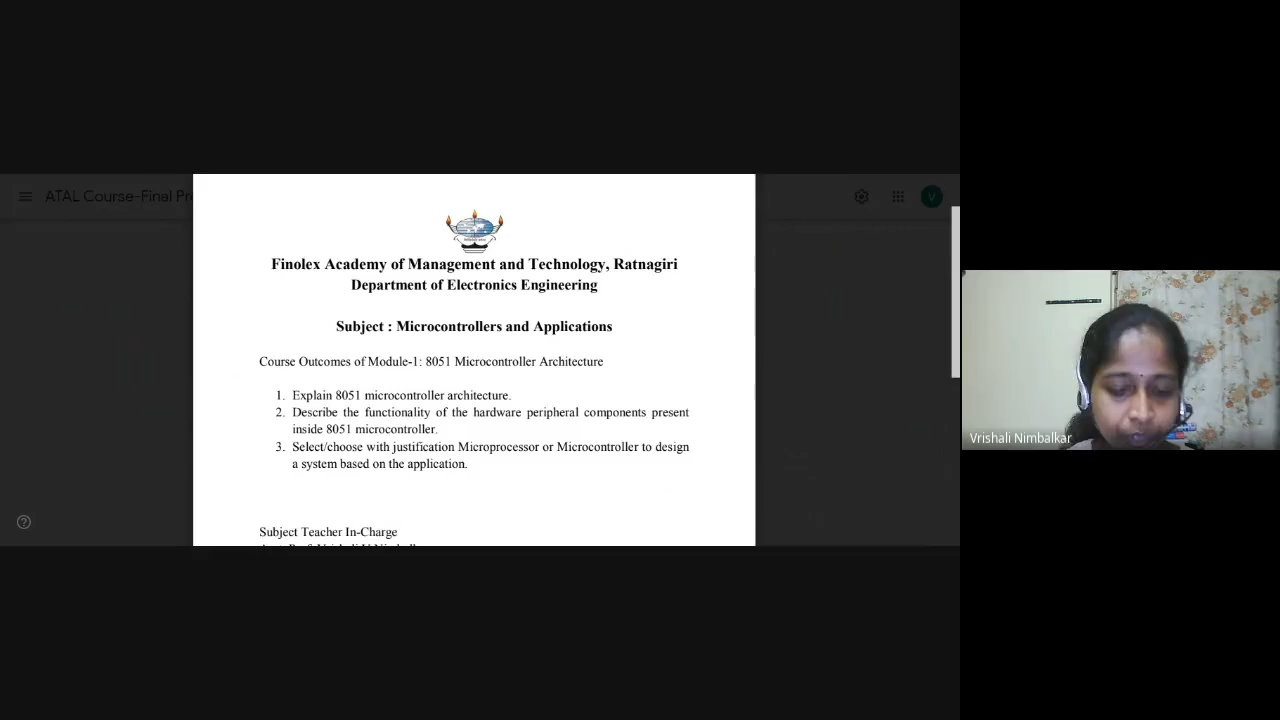 ATAL Course-Final Pr
V
Finolex Academy of Management and Technology, Ratnagiri
Department of Electronics Engineering
Subject : Microcontrollers and Applications
Course Outcomes of Module-1: 8051 Microcontroller Architecture
1. Explain 8051 microcontroller architecture.
2. Describe the functionality of the hardware peripheral components present
inside 8051 microcontroller.
3. Select/choose with justification Microprocessor or Microcontroller to design
a system based on the application.
Subject Teacher In-Charge
Vrishali Nimbalkar